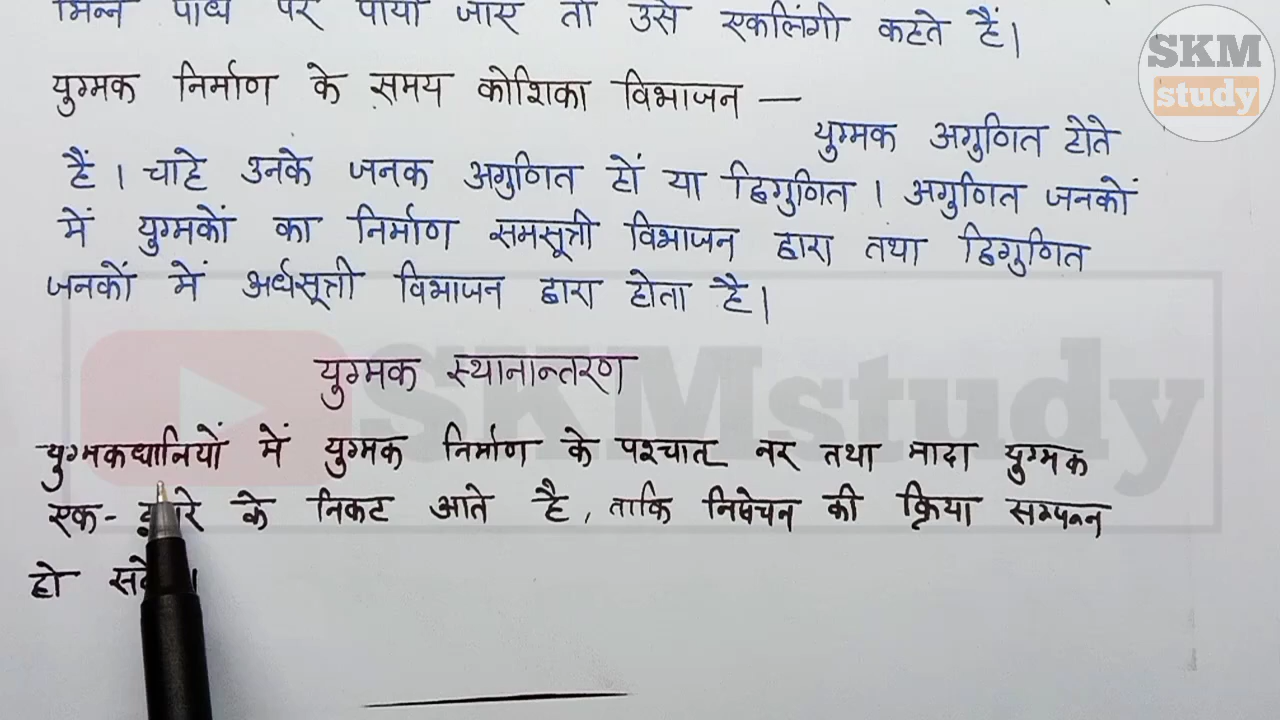 भिन्न पौधे पर पाया जाए तो उसे एकलिंगी कहते हैं।
SKM
study
युग्मक निर्माण के समय कोशिका विभाजन —
युग्मक अगुणित होते
हैं। चाहे उनके जनक अगुणित हों या द्विगुणित। अगुणित जनकों
में युग्मकों का निर्माण समसूत्री विभाजन द्वारा तथा द्विगुणित
जनकों में अर्धसूत्री विभाजन द्वारा होता है।
युग्मक स्थानान्तरण
SKMstudy
युग्मकधानियों में युग्मक निर्माण के पश्चात् नर तथा मादा युग्मक
एक- के निकट आते है, ताकि निषेचन की क्रिया सम्पन्न
हो